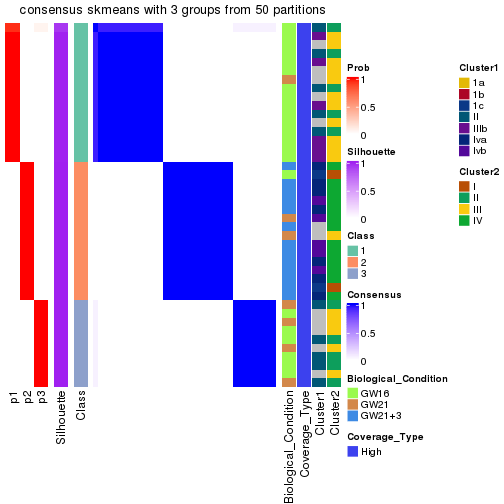 consensus skmeans with 3 groups from 50 partitions
p1
p2
p3
Silhouette
Class
Biological_Condition
Coverage_Type
Cluster1
Cluster2
Prob
1
0.5
0
Silhouette
1
0.5
0
Class
1
2
3
Consensus
1
0.5
0
Biological_Condition
GW16
GW21
GW21+3
Coverage_Type
High
Cluster1
1a
1b
1c
II
IIIb
Iva
Ivb
Cluster2
I
II
III
IV